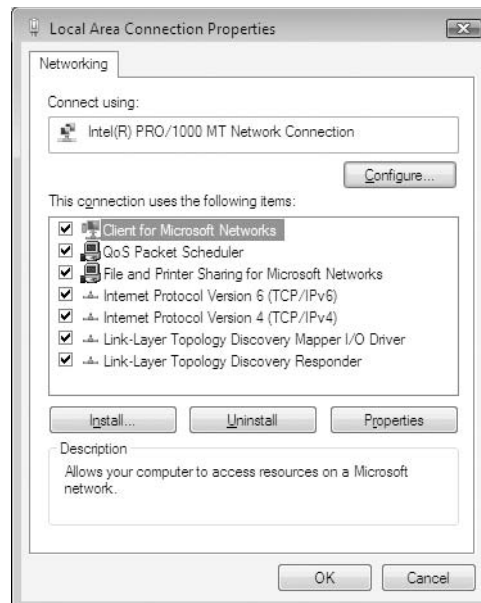 Local Area Connection Properties
Networking
Connect using:
Intel(R) PRO/1000 MT Network Connection
Configure...
This connection uses the following items:
Client for Microsoft Networks
QoS Packet Scheduler
File and Printer Sharing for Microsoft Networks
Internet Protocol Version 6 (TCP/IPv6)
Internet Protocol Version 4 (TCP/IPv4)
Link-Layer Topology Discovery Mapper I/O Driver
Link-Layer Topology Discovery Responder
Install... Uninstall Properties
Description
Allows your computer to access resources on a Microsoft
network.
OK Cancel